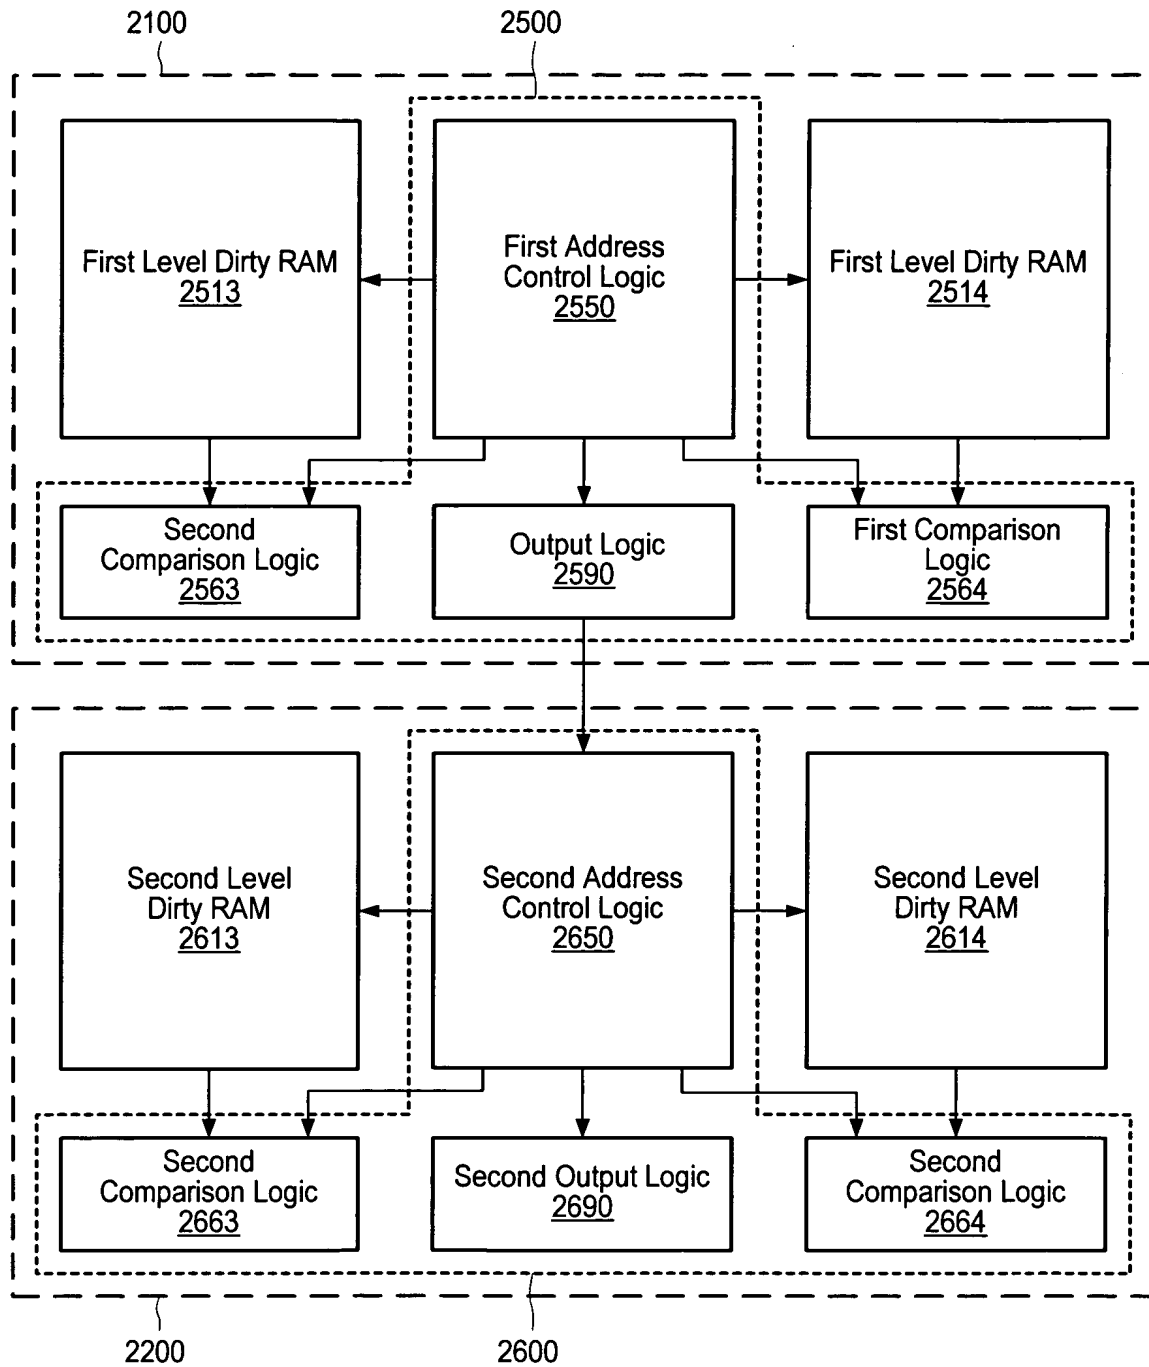 2100
2500
First Level Dirty RAM
2513
First Address
Control Logic
2550
First Level Dirty RAM
2514
Second
Comparison Logic
2563
Output Logic
2590
First Comparison
Logic
2564
Second Level
Dirty RAM
2613
Second Address
Control Logic
2650
Second Level
Dirty RAM
2614
Second
Comparison Logic
2663
Second Output Logic
2690
Second
Comparison Logic
2664
2200
2600